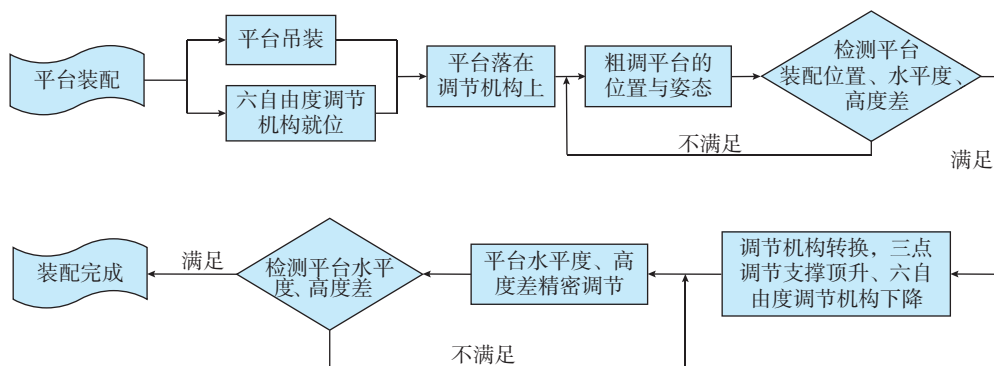 平台装配
平台吊装
六自由度调节
机构就位
平台落在
调节机构上
粗调平台的
位置与姿态
检测平台
装配位置、水平度、
高度差
不满足
满足
装配完成
满足
检测平台水平
度、高度差
平台水平度、高
度差精密调节
调节机构转换，三点
调节支撑顶升、六自
由度调节机构下降
不满足